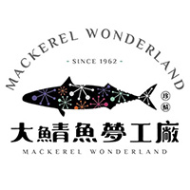 MACKEREL WONDERLAND
- SINCE 1962 -
大鯖魚夢工廠
MACKEREL WONDERLAND